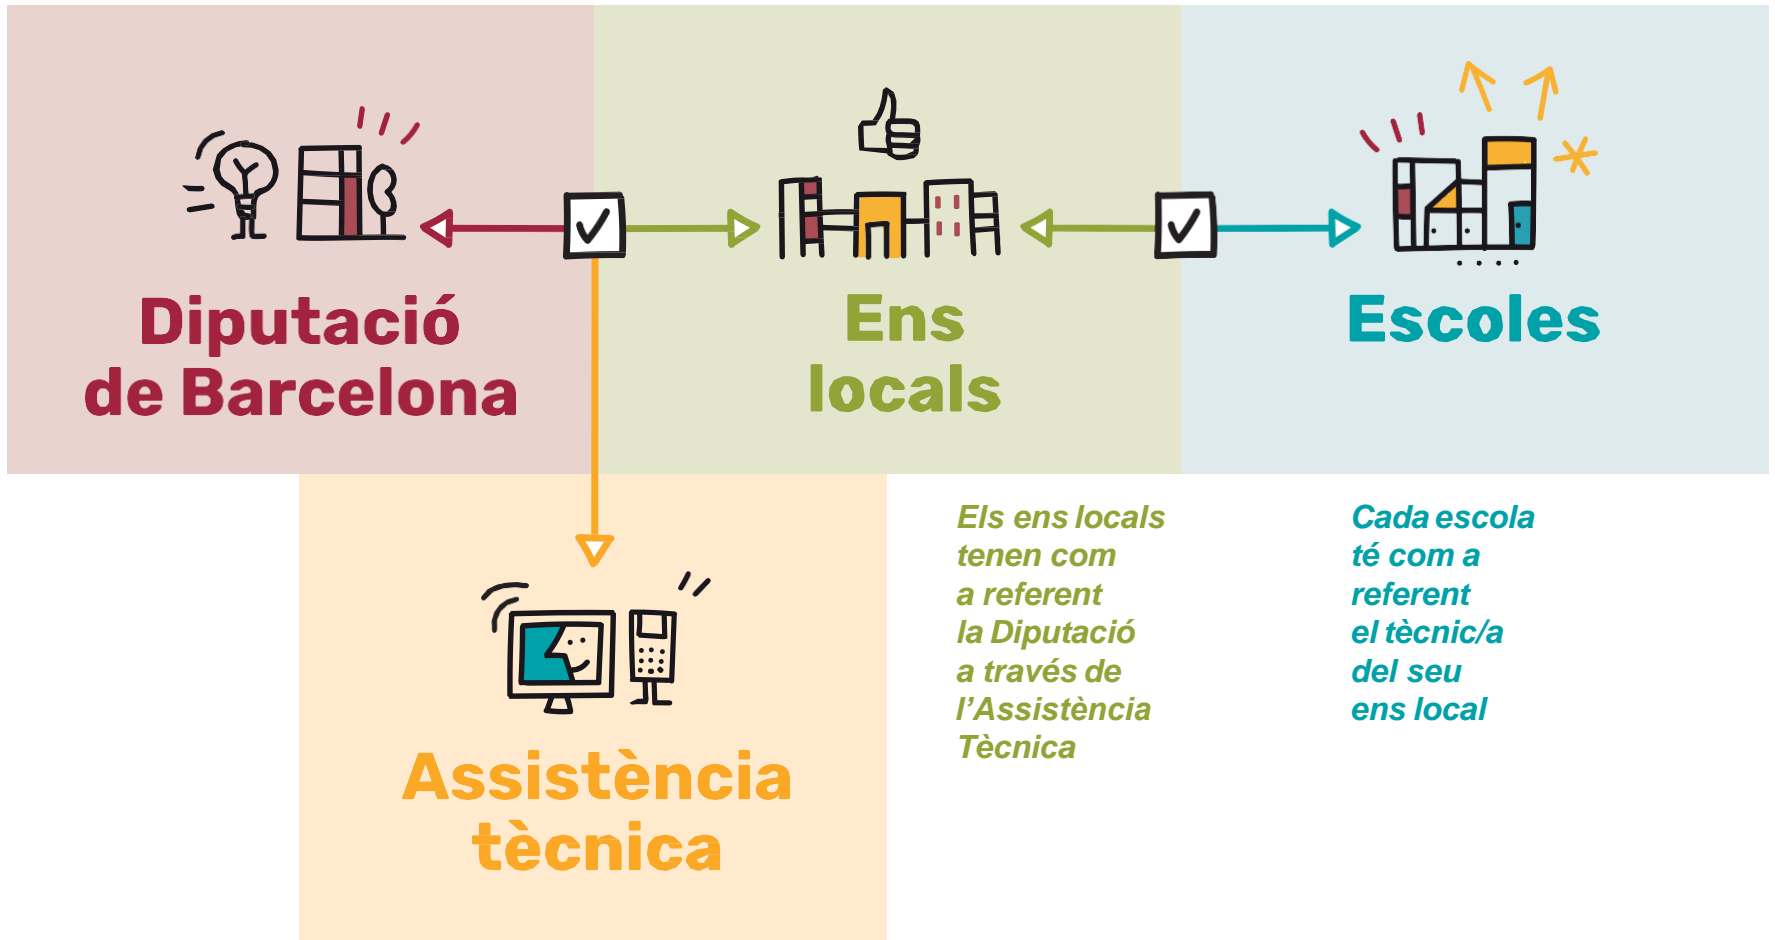 Diputació
de Barcelona
Ens
locals
Escoles
Assistència
tècnica
Els ens locals
tenen com
a referent
la Diputació
a través de
l’Assistència
Tècnica
Cada escola
té com a
referent
el tècnic/a
del seu
ens local